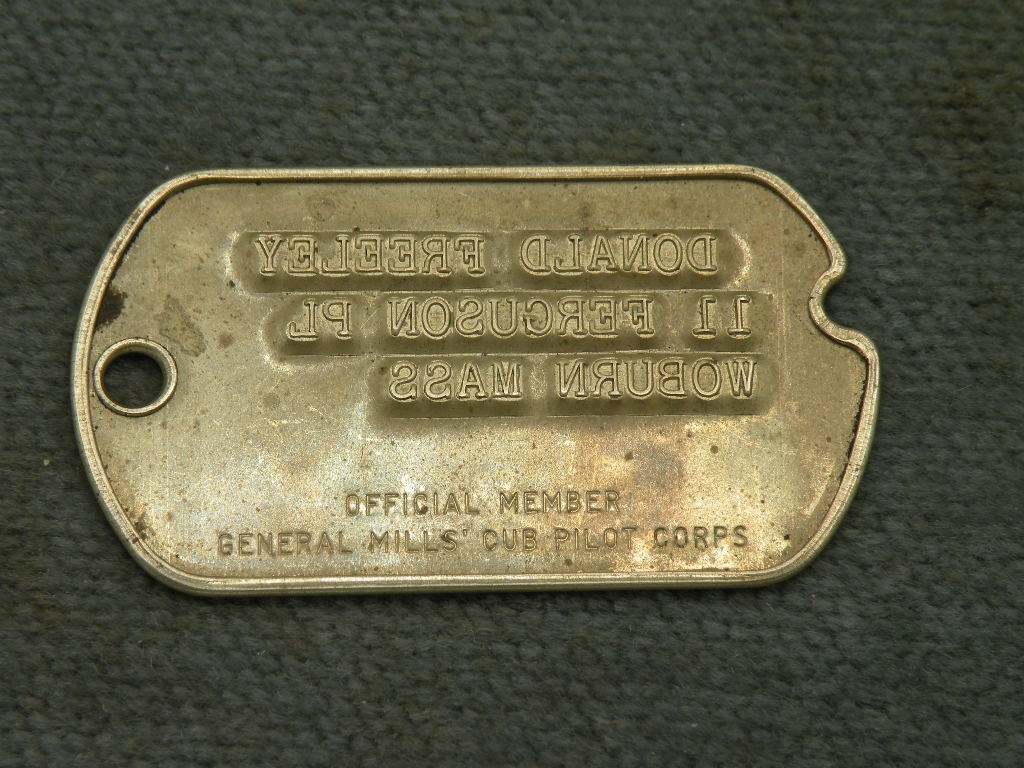 DONALD FREELEY
11 FERGUSON PL
WOBURN MASS
OFFICIAL MEMBER
GENERAL MILLS' CUB PILOT CORPS